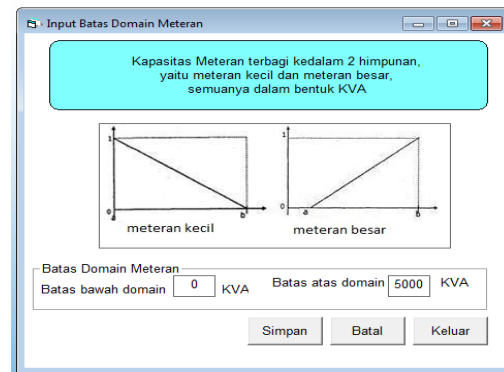 Input Batas Domain Meteran
Kapasitas Meteran terbagi kedalam 2 himpunan,
yaitu meteran kecil dan meteran besar,
semuanya dalam bentuk KVA
1 1
0 a b 0 a b
meteran kecil meteran besar
Batas Domain Meteran
Batas bawah domain 0 KVA Batas atas domain 5000 KVA
Simpan Batal Keluar